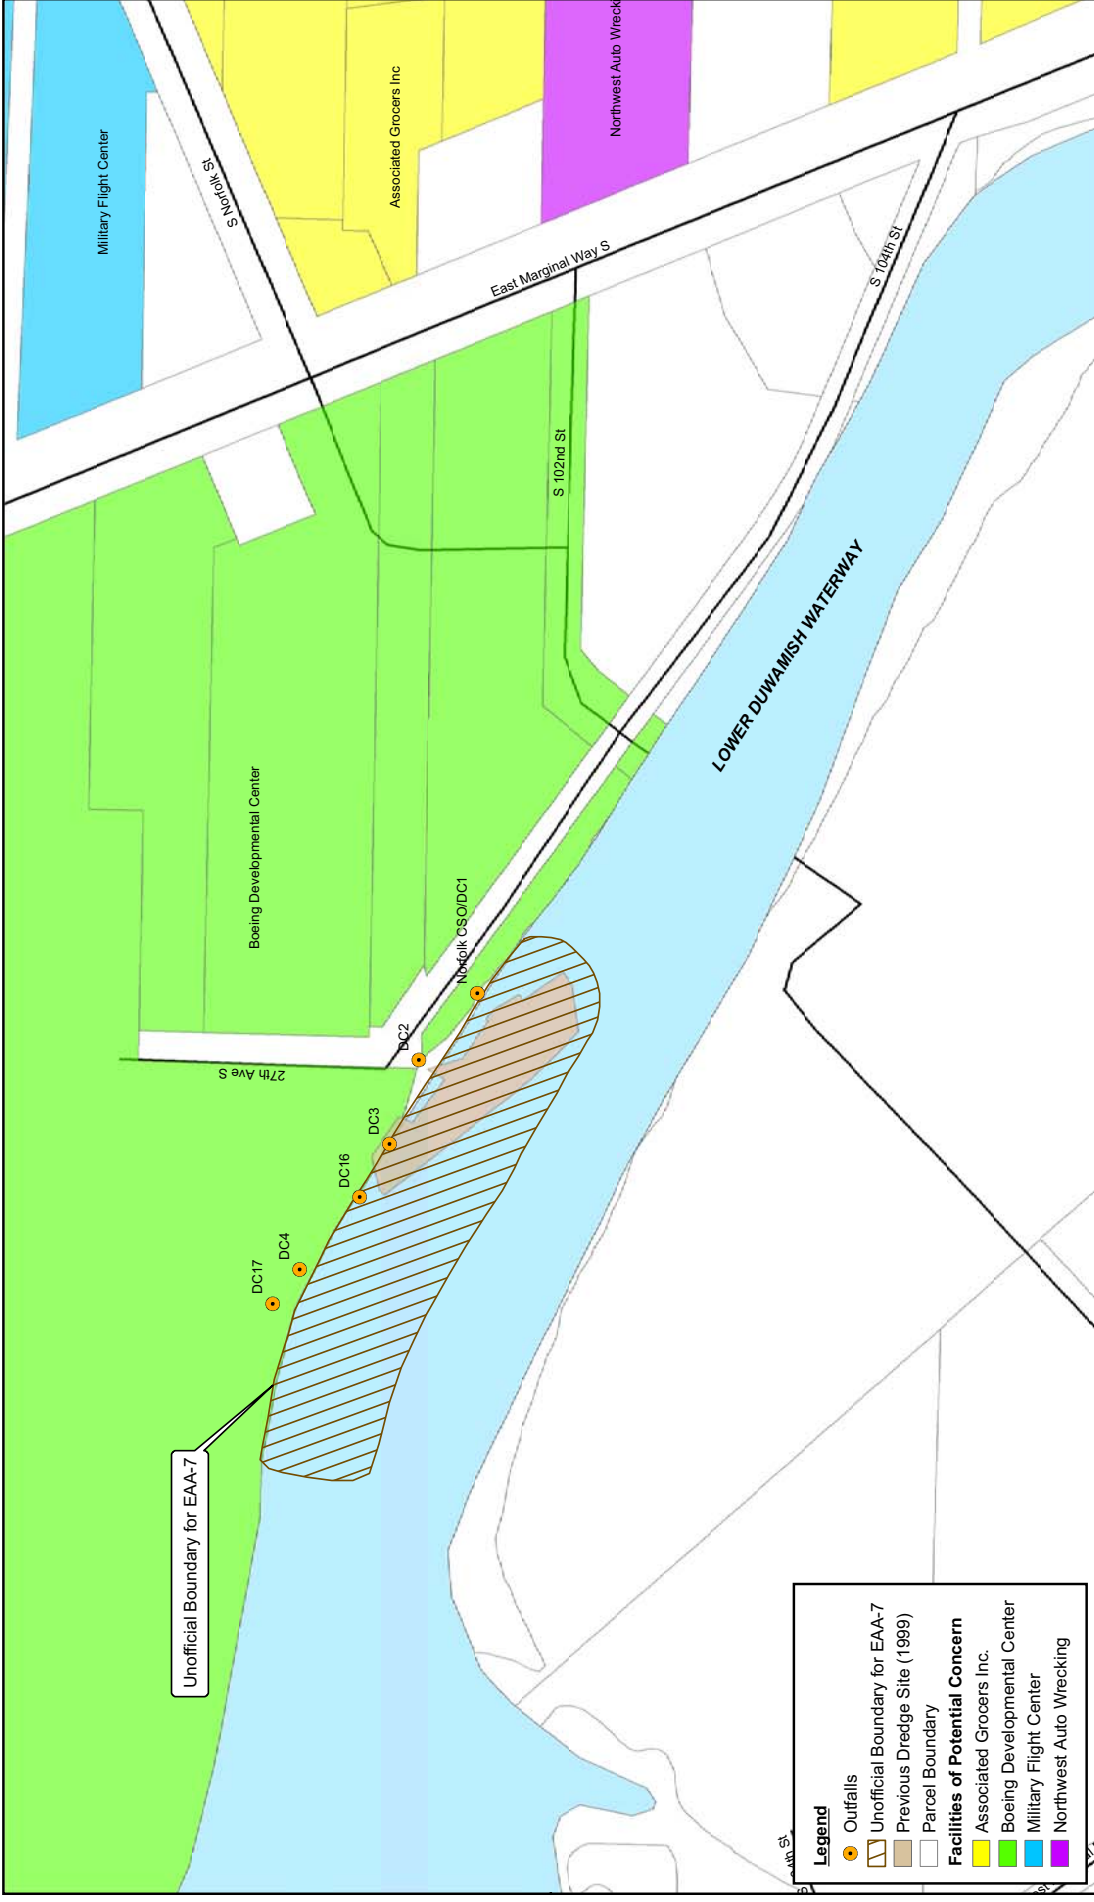 Military Flight Center
S Norfolk St
Associated Grocers Inc
Northwest Auto Wreck
East Marginal Way S
S 104th St
S 102nd St
Boeing Developmental Center
LOWER DUWAMISH WATERWAY
Norfolk CSO/DC1
DC2
27th Ave S
DC3
DC16
DC4
DC17
Unofficial Boundary for EAA-7
Legend
Outfalls
Unofficial Boundary for EAA-7
Previous Dredge Site (1999)
Parcel Boundary
Facilities of Potential Concern
Associated Grocers Inc.
Boeing Developmental Center
Military Flight Center
Northwest Auto Wrecking